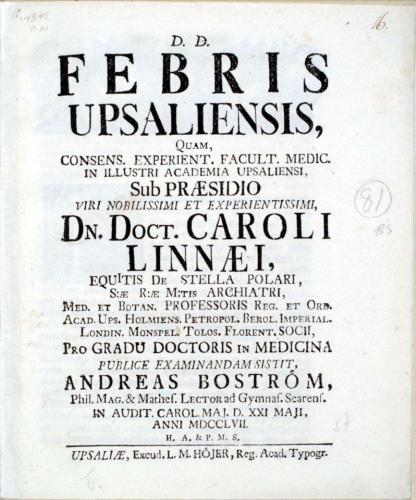 16.
D. D.
FEBRIS
UPSALIENSIS,
QUAM,
CONSENS. EXPERIENT. FACULT. MEDIC.
IN ILLUSTRI ACADEMIA UPSALIENSI,
Sub PRÆSIDIO
VIRI NOBILISSIMI ET EXPERIENTISSIMI,
DN. DOCT. CAROLI
LINNÆI,
EQUITIS DE STELLA POLARI,
S:Æ R:Æ M:TIS ARCHIATRI,
MED. ET BOTAN. PROFESSORIS REG. ET ORD.
ACAD. UPS. HOLMIENS. PETROPOL. BEROL. IMPERIAL.
LONDIN. MONSPEL. TOLOS. FLORENT. SOCII,
PRO GRADU DOCTORIS IN MEDICINA
PUBLICE EXAMINANDAM SISTIT,
ANDREAS BOSTRÖM,
Phil. MAG. & Mathes. LECTOR ad Gymnas. Scarens.
IN AUDIT. CAROL. MAJ. D. XXI MAJI,
ANNI MDCCLVII.
H. A. & P. M. S.
UPSALIÆ, Excud. L. M. HÖJER, Reg. Acad. Typogr.
81